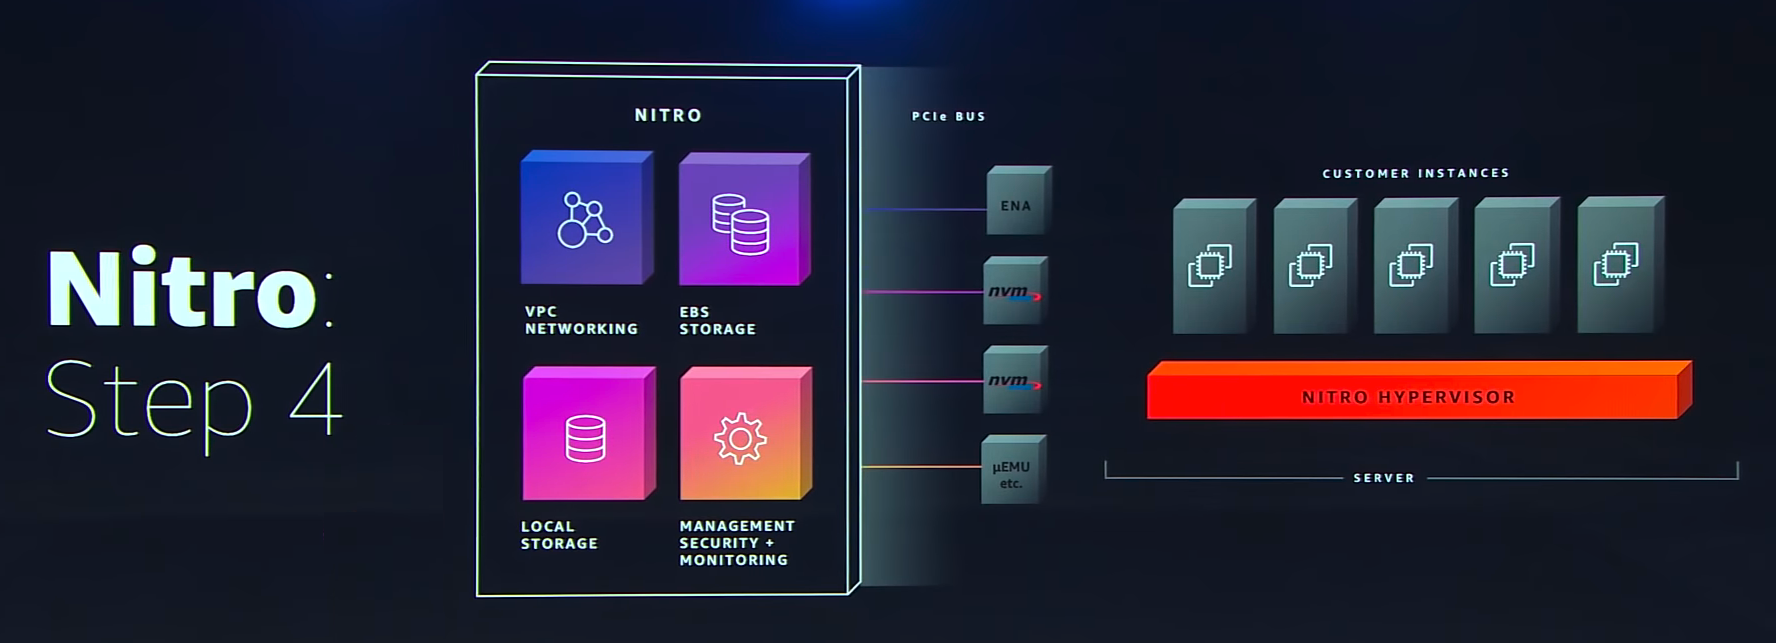 Nitro:
Step 4
NITRO
VPC
NETWORKING
EBS
STORAGE
LOCAL
STORAGE
MANAGEMENT
SECURITY +
MONITORING
PCIe BUS
ENA
nvm
nvm
µEMU
etc.
CUSTOMER INSTANCES
NITRO HYPERVISOR
SERVER